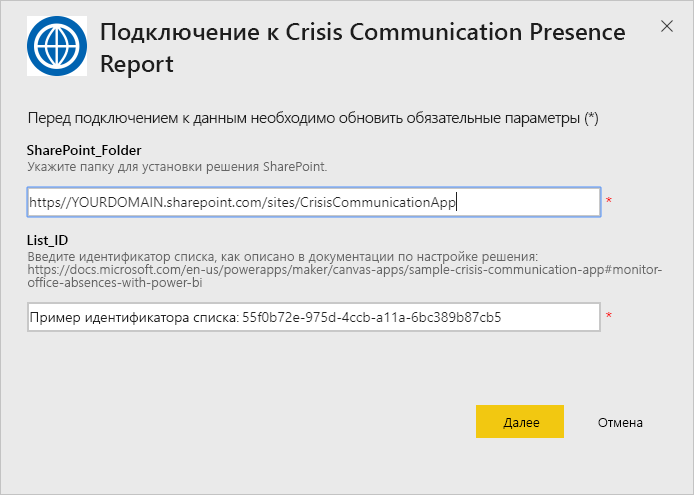 Подключение к Crisis Communication Presence
Report
Перед подключением к данным необходимо обновить обязательные параметры (*)
SharePoint_Folder
Укажите папку для установки решения SharePoint.
https//YOURDOMAIN.sharepoint.com/sites/CrisisCommunicationApp *
List_ID
Введите идентификатор списка, как описано в документации по настройке решения:
https://docs.microsoft.com/en-us/powerapps/maker/canvas-apps/sample-crisis-communication-app#monitor-
office-absences-with-power-bi
Пример идентификатора списка: 55f0b72e-975d-4ccb-a11a-6bc389b87cb5 *
Далее Отмена